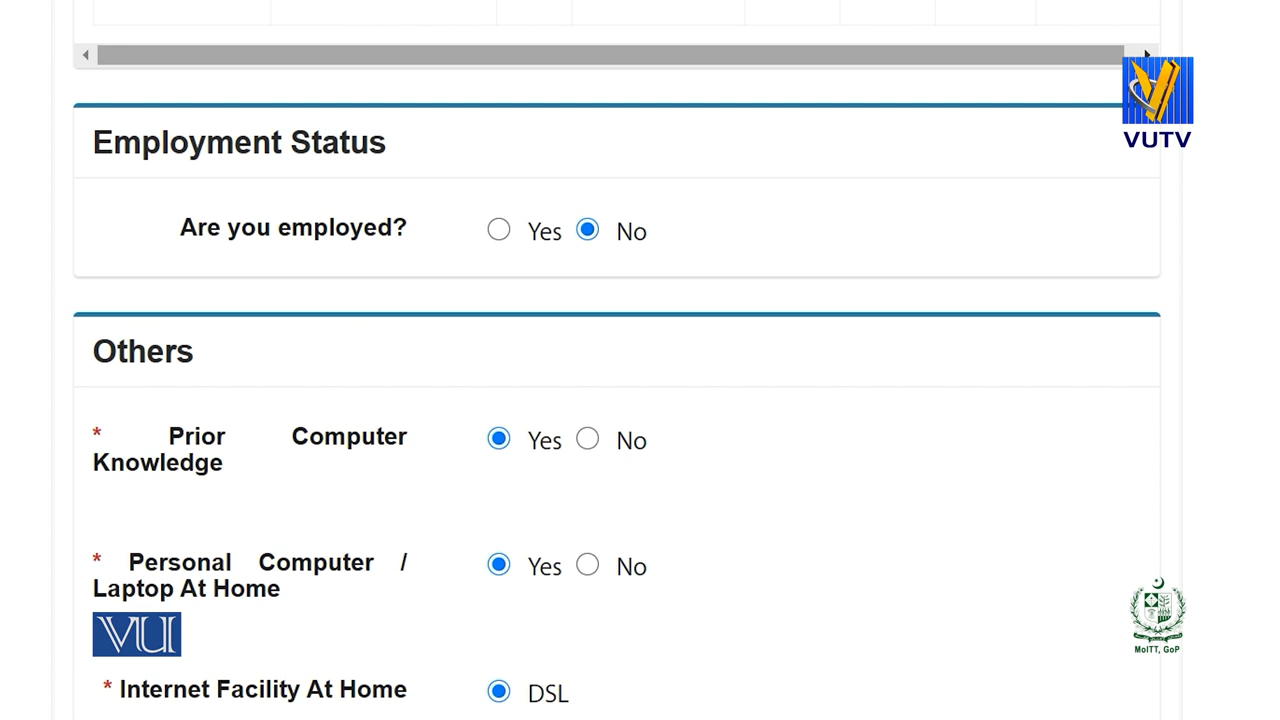 VUTV
Employment Status
Are you employed? Yes No
Others
* Prior Computer Yes No
Knowledge
* Personal Computer / Yes No
Laptop At Home
VU
MoITT, GoP
* Internet Facility At Home DSL